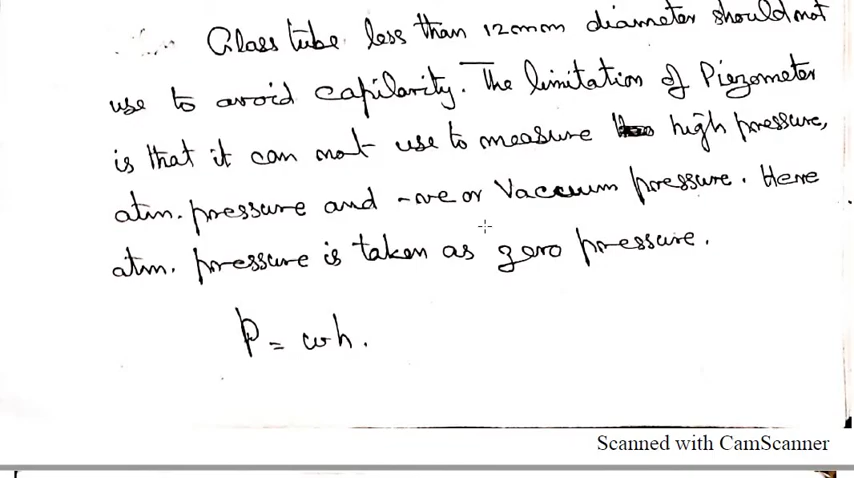 Glass tube less than 12mm diameter should not
use to avoid capilarity. The limitation of Piezometer
is that it can not use to measure high pressure,
atm. pressure and -ve or Vaccum pressure. Here
atm. pressure is taken as zero pressure.
P = wh.
Scanned with CamScanner